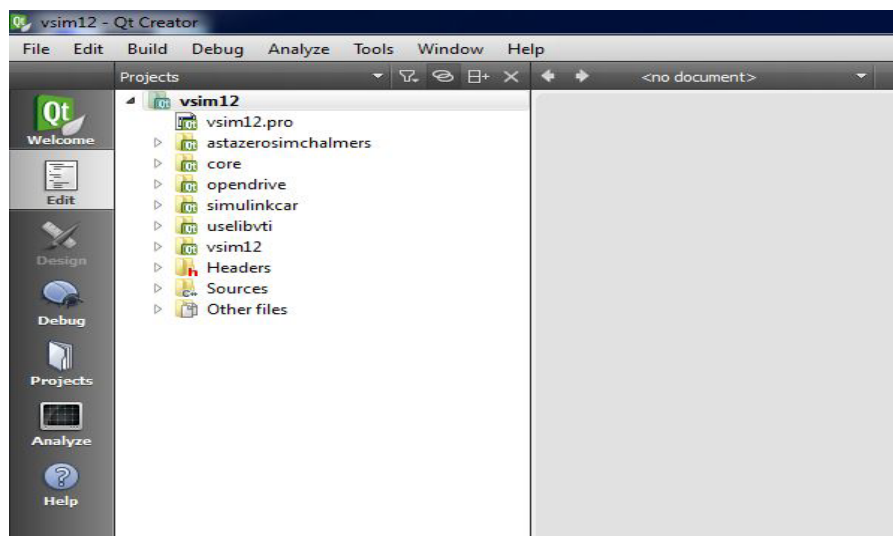 vsim12 - Qt Creator
File Edit Build Debug Analyze Tools Window Help
Projects
<no document>
Qt
Welcome
Edit
Design
Debug
Projects
Analyze
Help
vsim12
vsim12.pro
astazerosimchalmers
core
opendrive
simulinkcar
uselibvti
vsim12
Headers
Sources
Other files